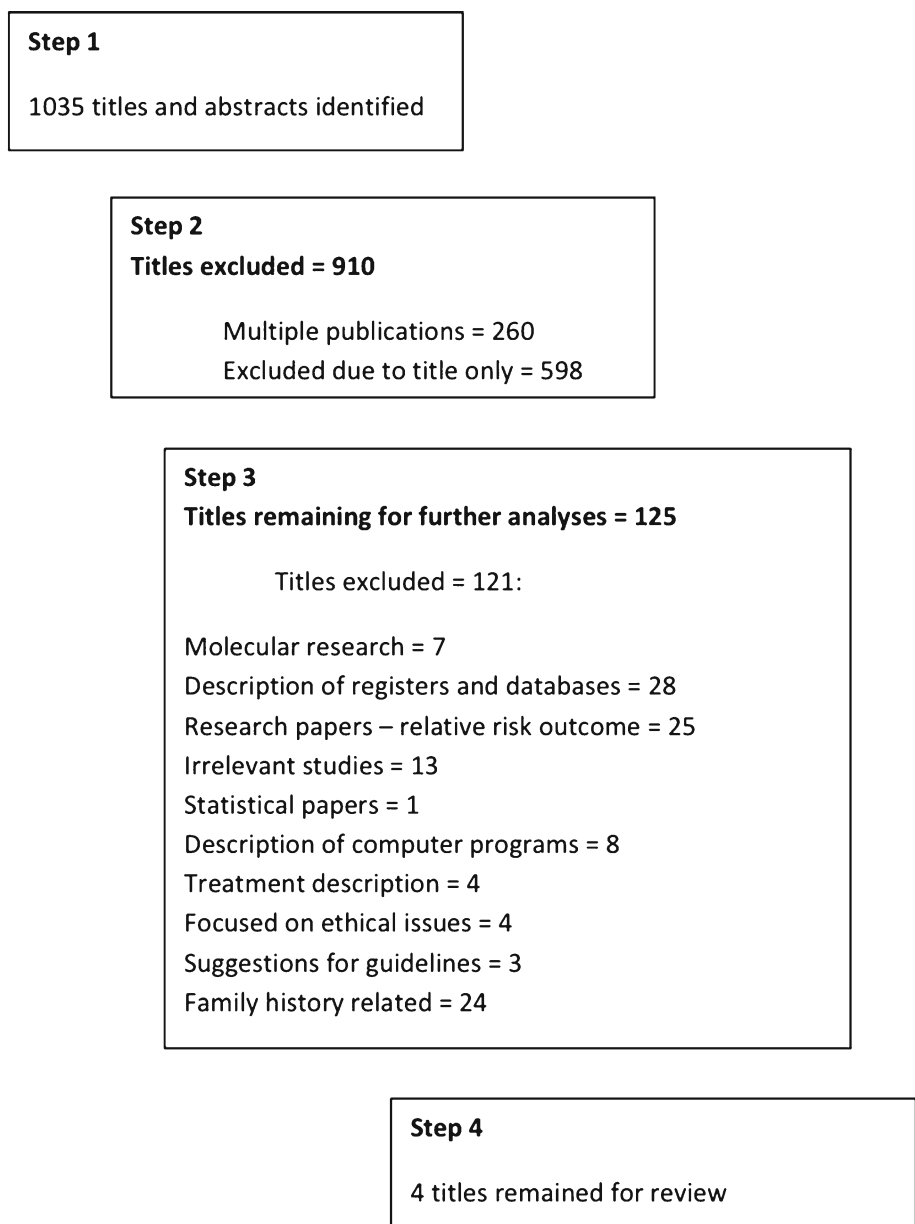 Step 1
1035 titles and abstracts identified
Step 2
Titles excluded = 910
Multiple publications = 260
Excluded due to title only = 598
Step 3
Titles remaining for further analyses = 125
Titles excluded = 121:
Molecular research = 7
Description of registers and databases = 28
Research papers – relative risk outcome = 25
Irrelevant studies = 13
Statistical papers = 1
Description of computer programs = 8
Treatment description = 4
Focused on ethical issues = 4
Suggestions for guidelines = 3
Family history related = 24
Step 4
4 titles remained for review